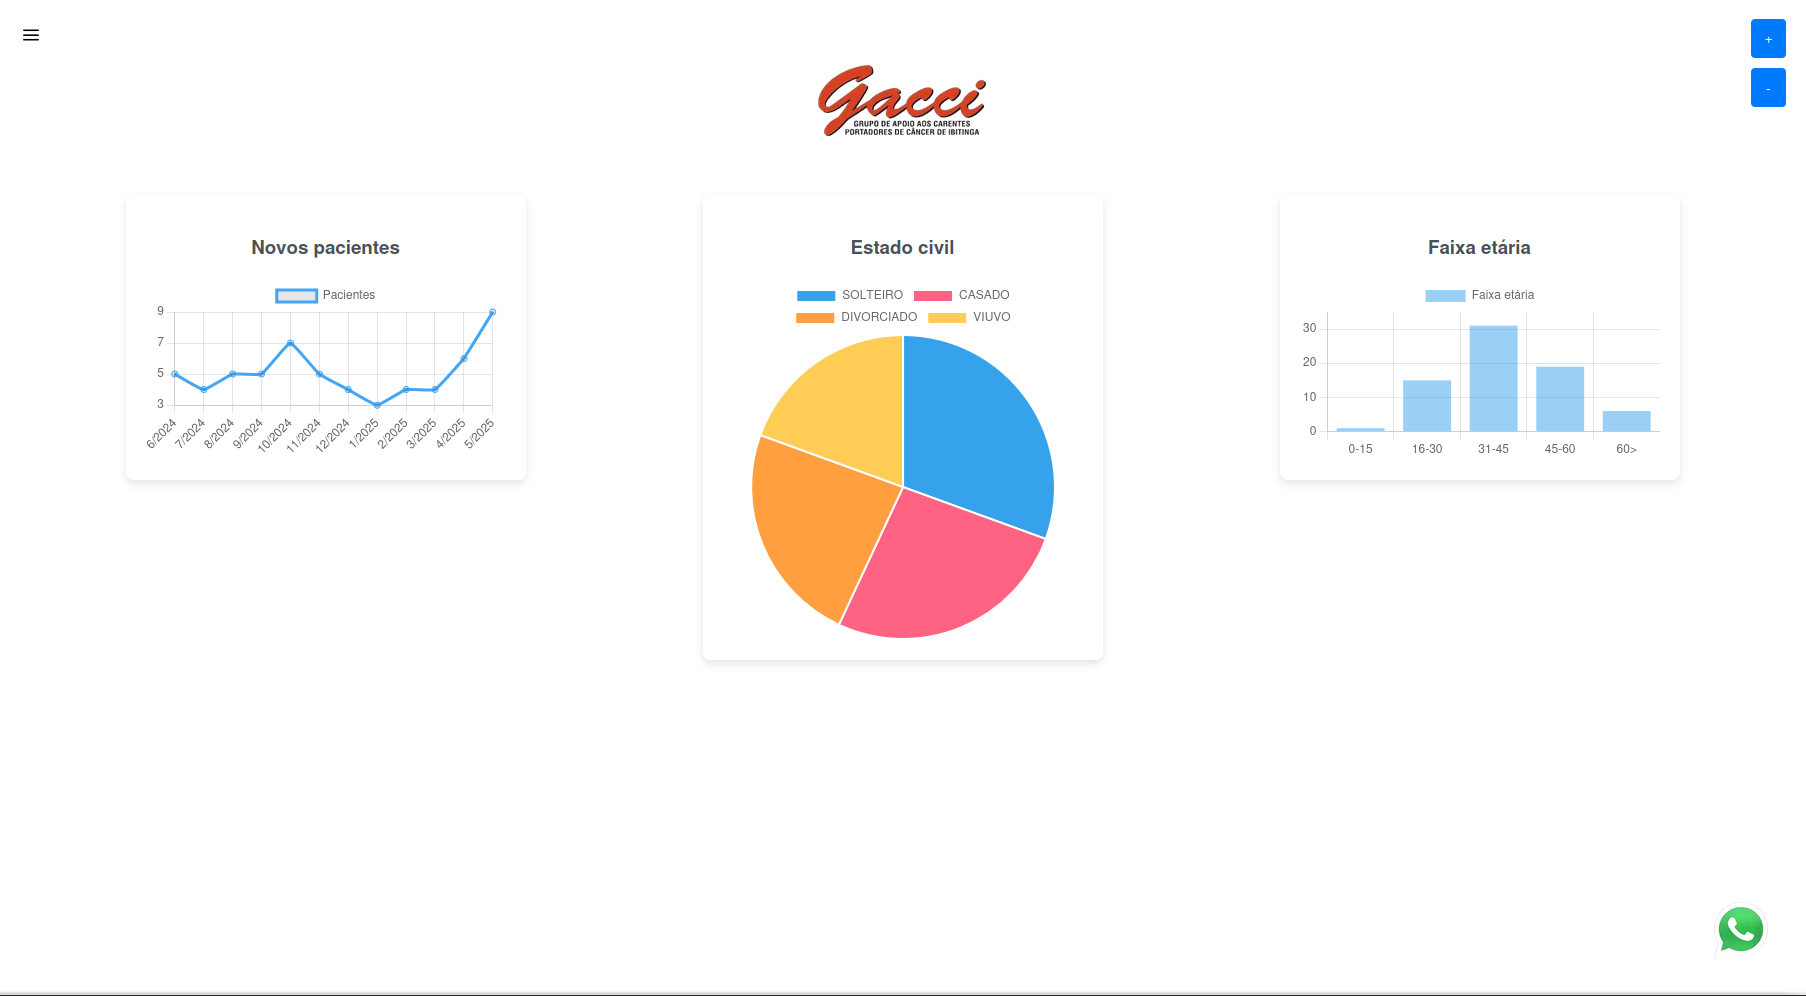 +
-
Gacci
GRUPO DE APOIO AOS CARENTES
PORTADORES DE CÂNCER DE IBITINGA
Novos pacientes
Pacientes
9
7
5
3
6/2024
7/2024
8/2024
9/2024
10/2024
11/2024
12/2024
1/2025
2/2025
3/2025
4/2025
5/2025
Estado civil
SOLTEIRO CASADO
DIVORCIADO VIUVO
Faixa etária
Faixa etária
30
20
10
0
0-15 16-30 31-45 45-60 60>